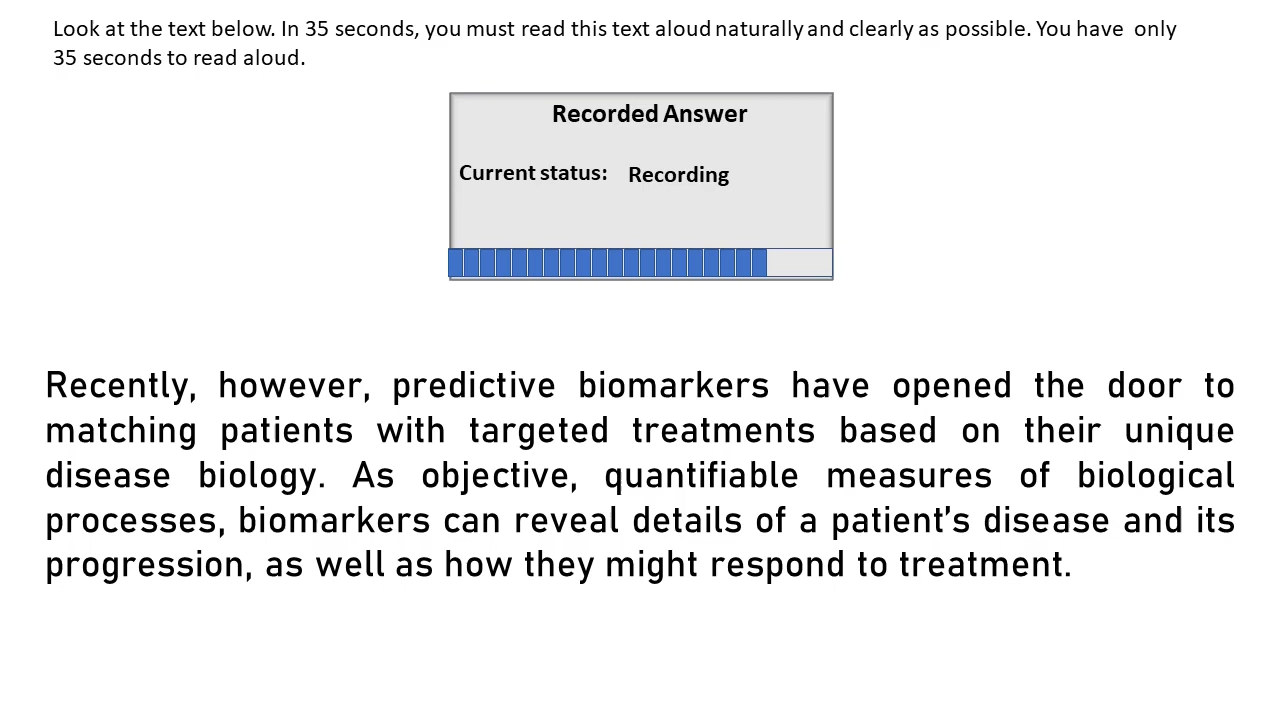 Look at the text below. In 35 seconds, you must read this text aloud naturally and clearly as possible. You have only
35 seconds to read aloud.
Recorded Answer
Current status: Recording
Recently, however, predictive biomarkers have opened the door to
matching patients with targeted treatments based on their unique
disease biology. As objective, quantifiable measures of biological
processes, biomarkers can reveal details of a patient's disease and its
progression, as well as how they might respond to treatment.